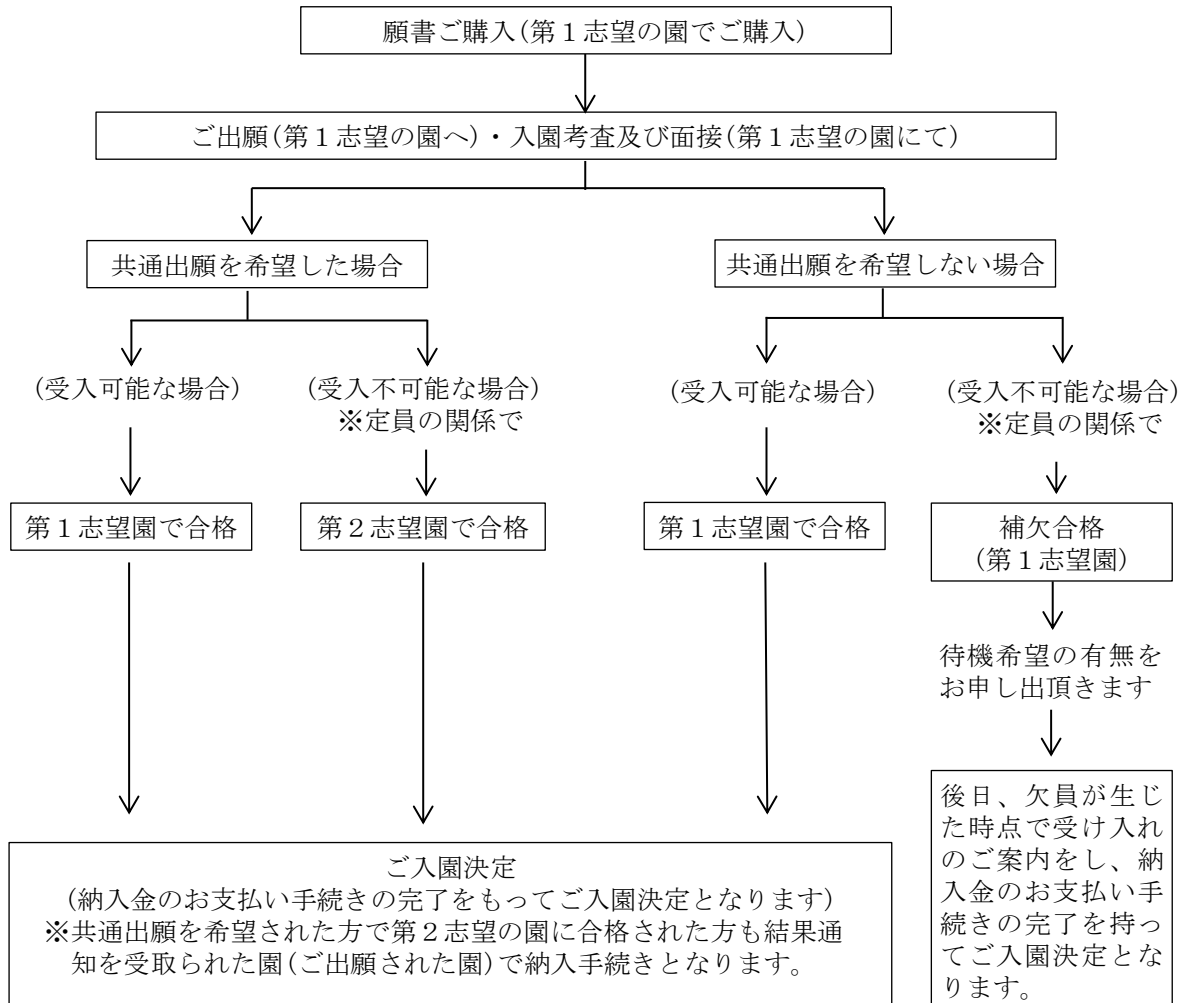 願書ご購入(第１志望の園でご購入)
ご出願(第１志望の園へ)・入園考査及び面接(第１志望の園にて)
共通出願を希望した場合
共通出願を希望しない場合
(受入可能な場合)
(受入不可能な場合)
※定員の関係で
(受入可能な場合)
(受入不可能な場合)
※定員の関係で
第１志望園で合格
第２志望園で合格
第１志望園で合格
補欠合格
(第１志望園)
待機希望の有無を
お申し出頂きます
ご入園決定
(納入金のお支払い手続きの完了をもってご入園決定となります)
※共通出願を希望された方で第２志望の園に合格された方も結果通
知を受取られた園(ご出願された園)で納入手続きとなります。
後日、欠員が生じ
た時点で受け入れ
のご案内をし、納
入金のお支払い手
続きの完了を持っ
てご入園決定とな
ります。